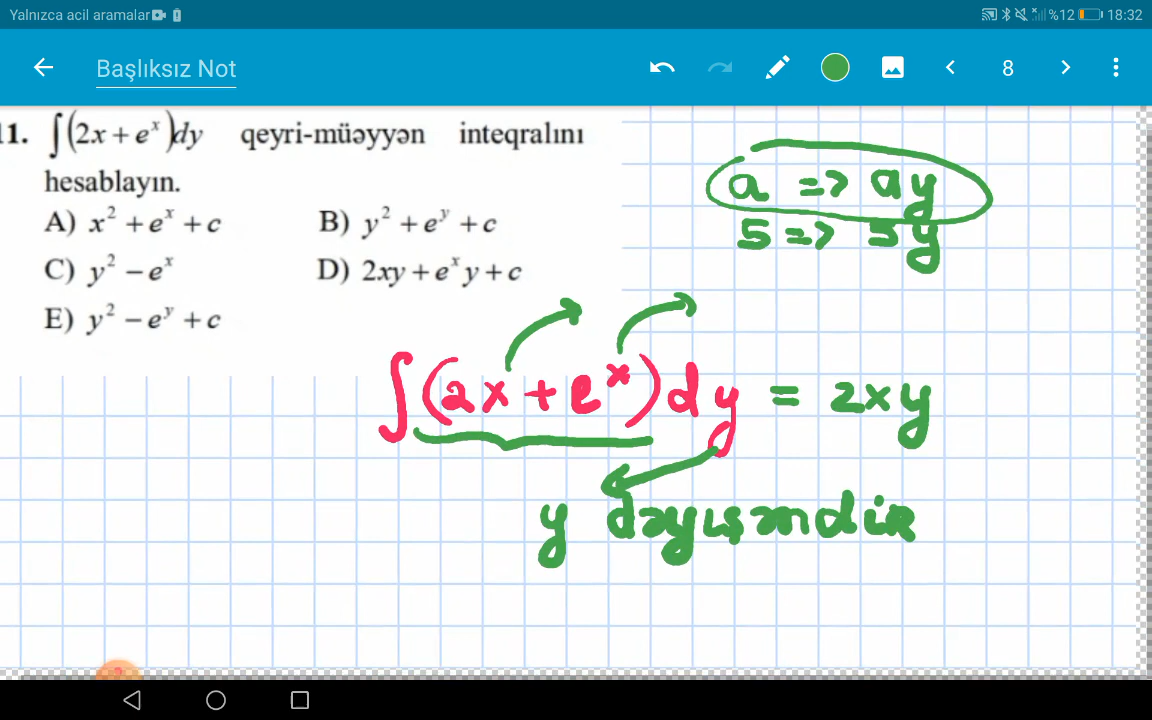 Yalnızca acil aramalar %12 18:32
Başlıksız Not 8
11. ∫(2x + eˣ)dy qeyri-müəyyən inteqralını
hesablayın.
A) x² + eˣ + c B) y² + eʸ + c
C) y² − eˣ D) 2xy + eˣy + c
E) y² − eʸ + c
a => ay
5 => 5y
∫(2x + eˣ)dy = 2xy
y dəyişəndir